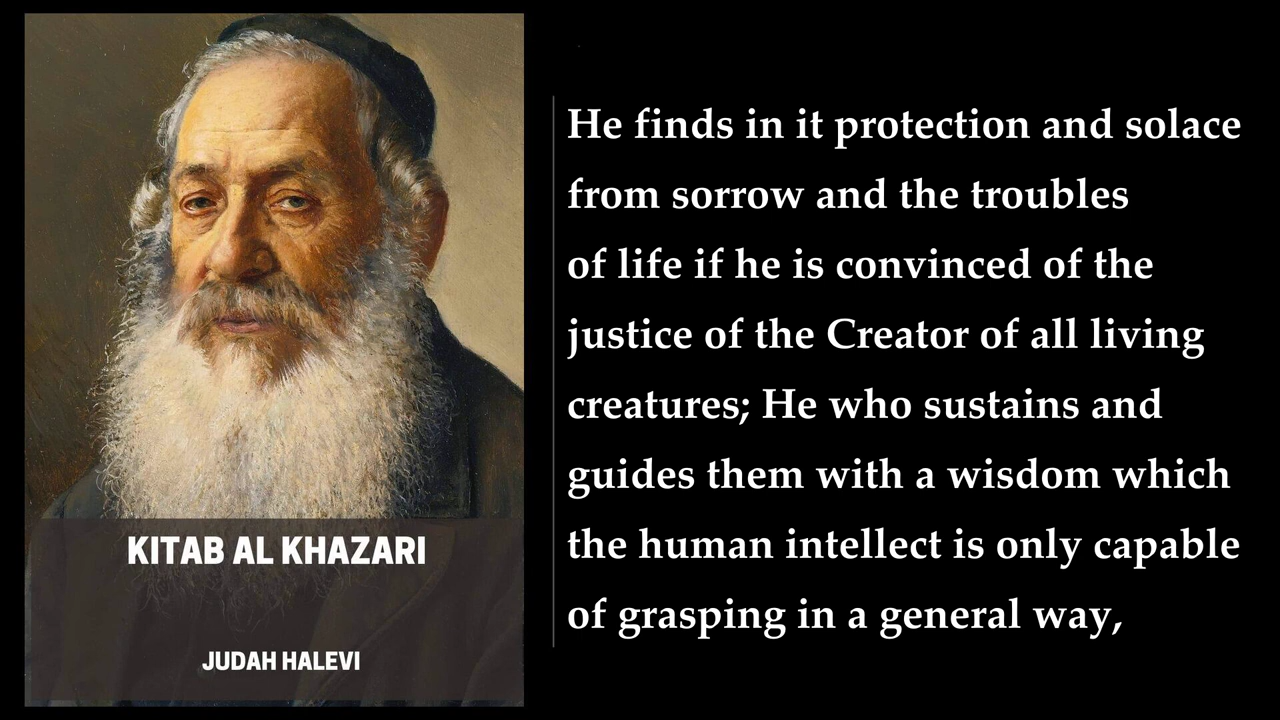 KITAB AL KHAZARI
JUDAH HALEVI
He finds in it protection and solace
from sorrow and the troubles
of life if he is convinced of the
justice of the Creator of all living
creatures; He who sustains and
guides them with a wisdom which
the human intellect is only capable
of grasping in a general way,